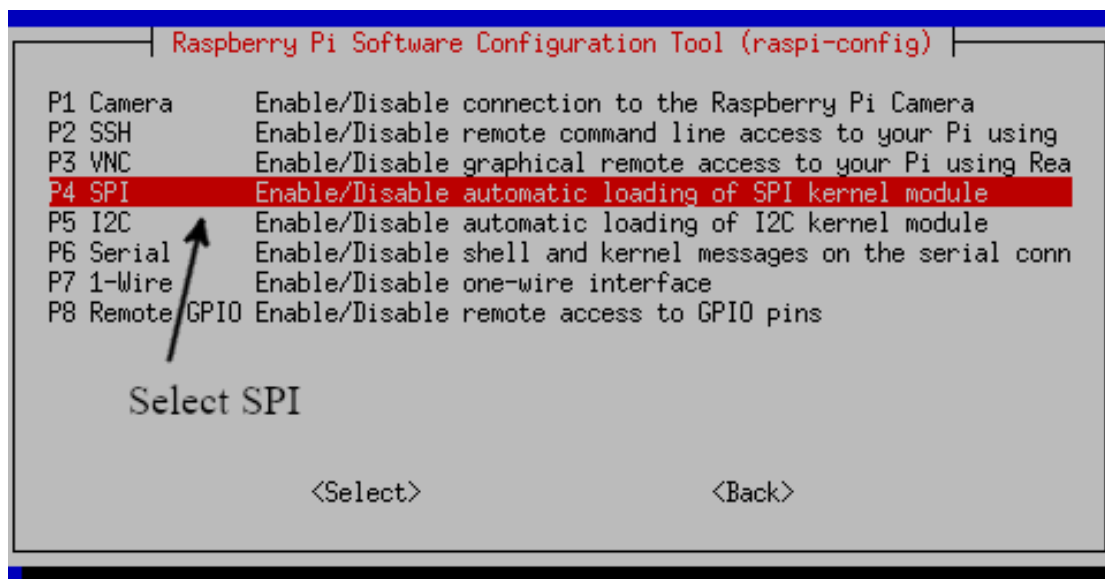 Raspberry Pi Software Configuration Tool (raspi-config)
P1 Camera Enable/Disable connection to the Raspberry Pi Camera
P2 SSH Enable/Disable remote command line access to your Pi using
P3 VNC Enable/Disable graphical remote access to your Pi using Rea
P4 SPI Enable/Disable automatic loading of SPI kernel module
P5 I2C Enable/Disable automatic loading of I2C kernel module
P6 Serial Enable/Disable shell and kernel messages on the serial conn
P7 1-Wire Enable/Disable one-wire interface
P8 Remote GPIO Enable/Disable remote access to GPIO pins
Select SPI
<Select> <Back>